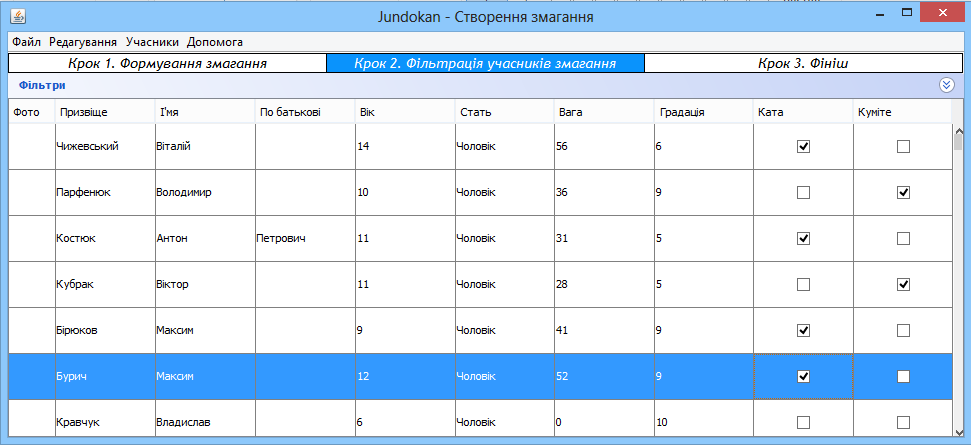 Jundokan - Створення змагання
Файл Редагування Учасники Допомога
Крок 1. Формування змагання Крок 2. Фільтрація учасників змагання Крок 3. Фініш
Фільтри
Фото Призвіще І'мя По батькові Вік Стать Вага Градація Ката Куміте
Чижевський Віталій 14 Чоловік 56 6
Парфенюк Володимир 10 Чоловік 36 9
Костюк Антон Петрович 11 Чоловік 31 5
Кубрак Віктор 11 Чоловік 28 5
Бірюков Максим 9 Чоловік 41 9
Бурич Максим 12 Чоловік 52 9
Кравчук Владислав 6 Чоловік 0 10